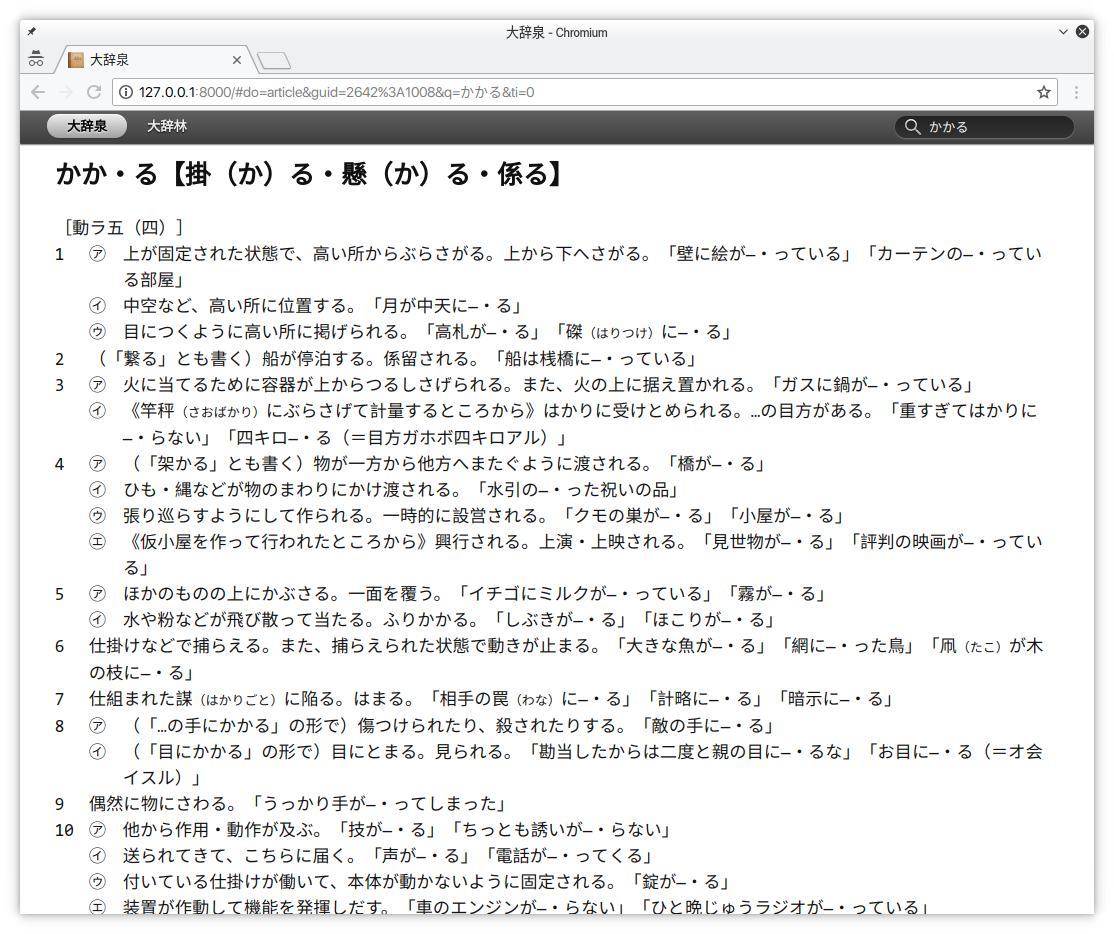 大辞泉 - Chromium
大辞泉
127.0.0.1:8000/#do=article&guid=2642%3A1008&q=かかる&ti=0
大辞泉 大辞林 かかる
かか・る【掛（か）る・懸（か）る・係る】
［動ラ五（四）］
1 ㋐ 上が固定された状態で、高い所からぶらさがる。上から下へさがる。「壁に絵が―・っている」「カーテンの―・ってい
る部屋」
㋑ 中空など、高い所に位置する。「月が中天に―・る」
㋒ 目につくように高い所に掲げられる。「高札が―・る」「磔（はりつけ）に―・る」
2 （「繋る」とも書く）船が停泊する。係留される。「船は桟橋に―・っている」
3 ㋐ 火に当てるために容器が上からつるしさげられる。また、火の上に据え置かれる。「ガスに鍋が―・っている」
㋑ 《竿秤（さおばかり）にぶらさげて計量するところから》はかりに受けとめられる。…の目方がある。「重すぎてはかりに
―・らない」「四キロ―・る（＝目方ガホボ四キロアル）」
4 ㋐ （「架かる」とも書く）物が一方から他方へまたぐように渡される。「橋が―・る」
㋑ ひも・縄などが物のまわりにかけ渡される。「水引の―・った祝いの品」
㋒ 張り巡らすようにして作られる。一時的に設営される。「クモの巣が―・る」「小屋が―・る」
㋓ 《仮小屋を作って行われたところから》興行される。上演・上映される。「見世物が―・る」「評判の映画が―・ってい
る」
5 ㋐ ほかのものの上にかぶさる。一面を覆う。「イチゴにミルクが―・っている」「霧が―・る」
㋑ 水や粉などが飛び散って当たる。ふりかかる。「しぶきが―・る」「ほこりが―・る」
6 仕掛けなどで捕らえる。また、捕らえられた状態で動きが止まる。「大きな魚が―・る」「網に―・った鳥」「凧（たこ）が木
の枝に―・る」
7 仕組まれた謀（はかりごと）に陥る。はまる。「相手の罠（わな）に―・る」「計略に―・る」「暗示に―・る」
8 ㋐ （「…の手にかかる」の形で）傷つけられたり、殺されたりする。「敵の手に―・る」
㋑ （「目にかかる」の形で）目にとまる。見られる。「勘当したからは二度と親の目に―・るな」「お目に―・る（＝オ会
イスル）」
9 偶然に物にさわる。「うっかり手が―・ってしまった」
10 ㋐ 他から作用・動作が及ぶ。「技が―・る」「ちっとも誘いが―・らない」
㋑ 送られてきて、こちらに届く。「声が―・る」「電話が―・ってくる」
㋒ 付いている仕掛けが働いて、本体が動かないように固定される。「錠が―・る」
㋓ 装置が作動して機能を発揮しだす。「車のエンジンが―・らない」「ひと晩じゅうラジオが―・っている」